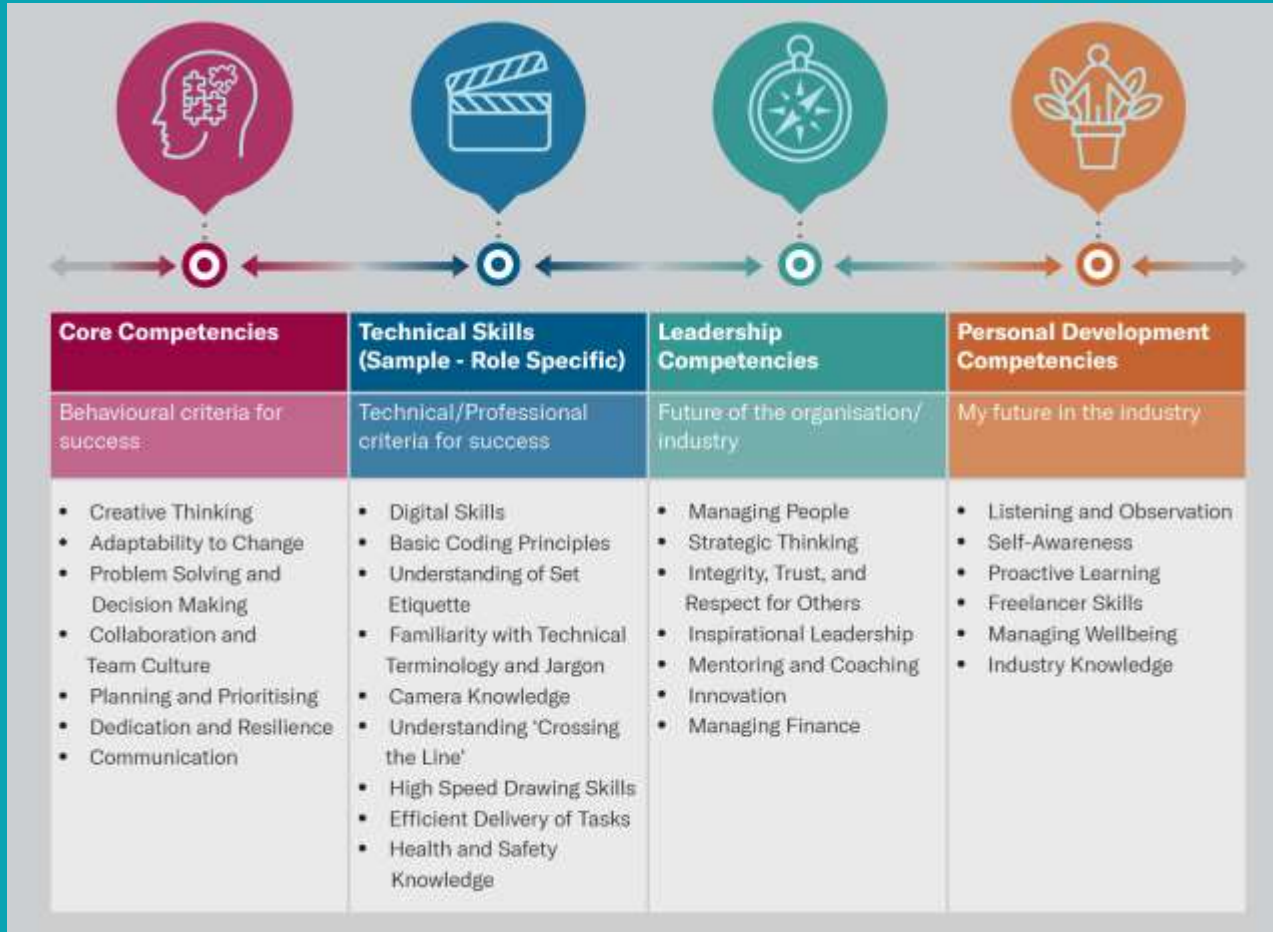 Core Competencies
Behavioural criteria for
success
• Creative Thinking
• Adaptability to Change
• Problem Solving and
Decision Making
• Collaboration and
Team Culture
• Planning and Prioritising
• Dedication and Resilience
• Communication
Technical Skills
(Sample - Role Specific)
Technical/Professional
criteria for success
• Digital Skills
• Basic Coding Principles
• Understanding of Set
Etiquette
• Familiarity with Technical
Terminology and Jargon
• Camera Knowledge
• Understanding 'Crossing
the Line'
• High Speed Drawing Skills
• Efficient Delivery of Tasks
• Health and Safety
Knowledge
Leadership
Competencies
Future of the organisation/
industry
• Managing People
• Strategic Thinking
• Integrity, Trust, and
Respect for Others
• Inspirational Leadership
• Mentoring and Coaching
• Innovation
• Managing Finance
Personal Development
Competencies
My future in the industry
• Listening and Observation
• Self-Awareness
• Proactive Learning
• Freelancer Skills
• Managing Wellbeing
• Industry Knowledge